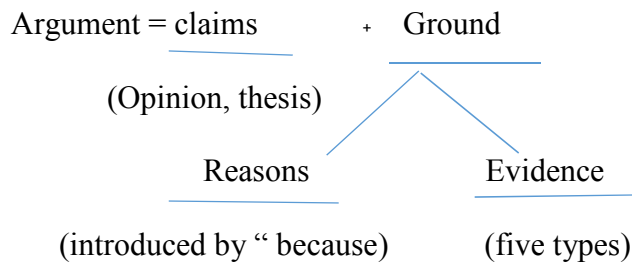 Argument = claims + Ground
(Opinion, thesis)
Reasons Evidence
(introduced by “ because) (five types)